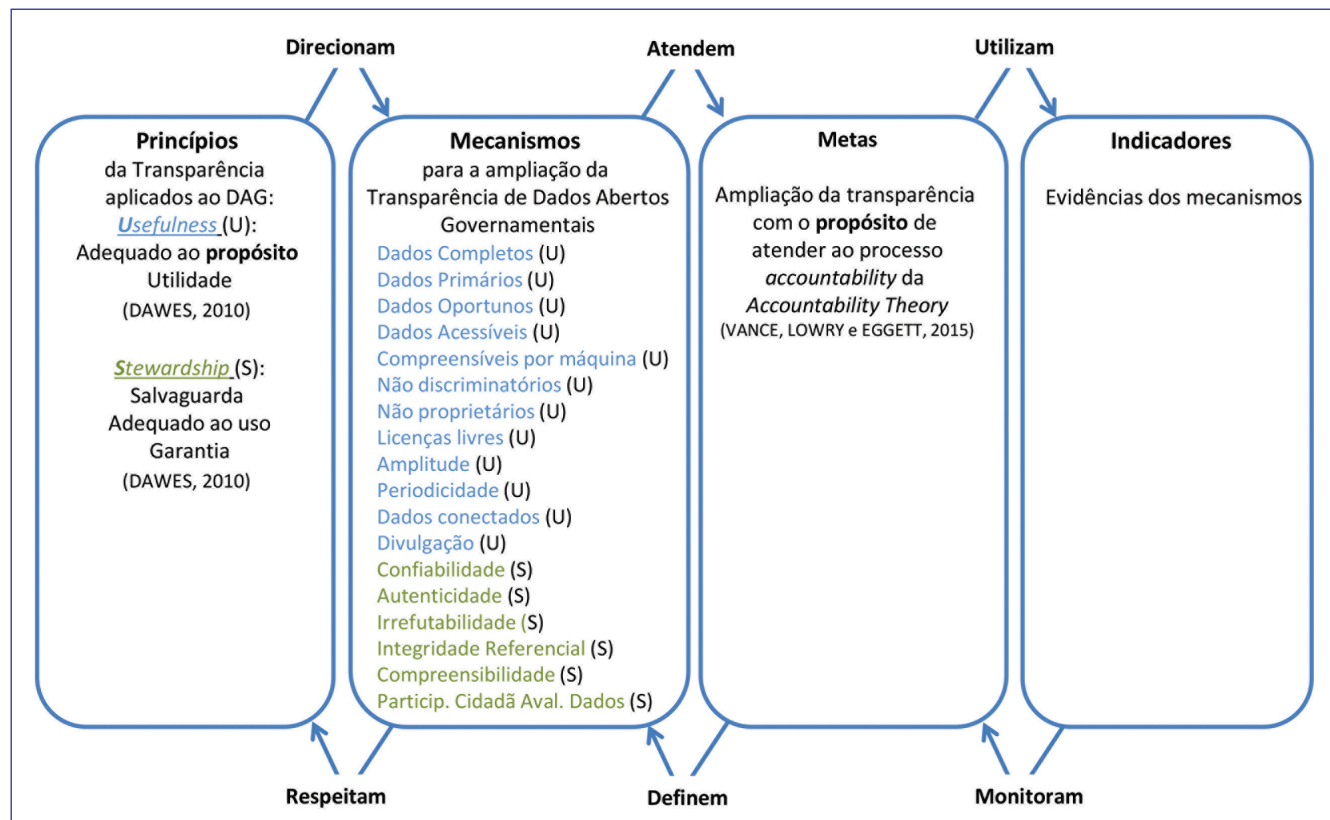 Direcionam
Atendem
Utilizam
Princípios
da Transparência
aplicados ao DAG:
Usefulness (U):
Adequado ao propósito
Utilidade
(DAWES, 2010)
Stewardship (S):
Salvaguarda
Adequado ao uso
Garantia
(DAWES, 2010)
Mecanismos
para a ampliação da
Transparência de Dados Abertos
Governamentais
Dados Completos (U)
Dados Primários (U)
Dados Oportunos (U)
Dados Acessíveis (U)
Compreensíveis por máquina (U)
Não discriminatórios (U)
Não proprietários (U)
Licenças livres (U)
Amplitude (U)
Periodicidade (U)
Dados conectados (U)
Divulgação (U)
Confiabilidade (S)
Autenticidade (S)
Irrefutabilidade (S)
Integridade Referencial (S)
Compreensibilidade (S)
Particip. Cidadã Aval. Dados (S)
Metas
Ampliação da transparência
com o propósito de
atender ao processo
accountability da
Accountability Theory
(VANCE, LOWRY e EGGETT, 2015)
Indicadores
Evidências dos mecanismos
Respeitam
Definem
Monitoram